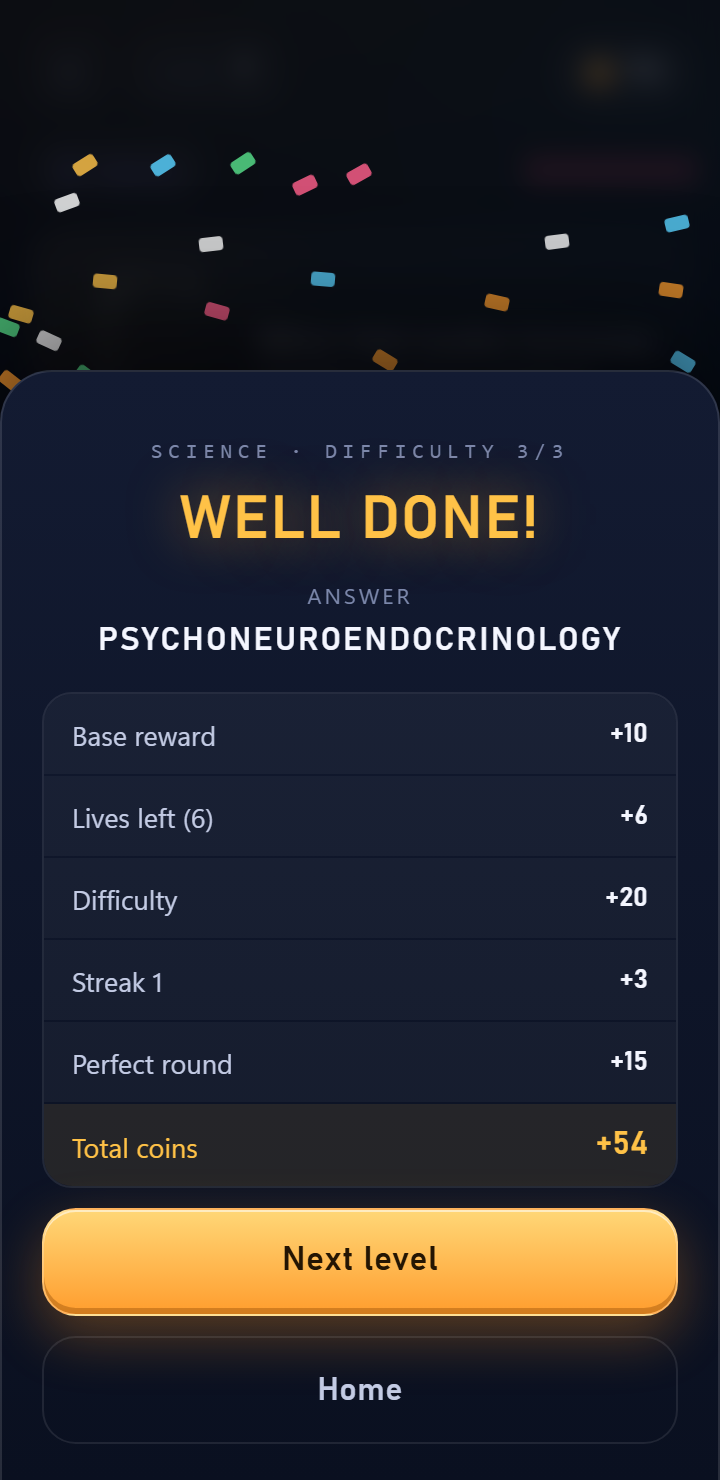 SCIENCE · DIFFICULTY 3/3
WELL DONE!
ANSWER
PSYCHONEUROENDOCRINOLOGY
Base reward +10
Lives left (6) +6
Difficulty +20
Streak 1 +3
Perfect round +15
Total coins +54
Next level
Home